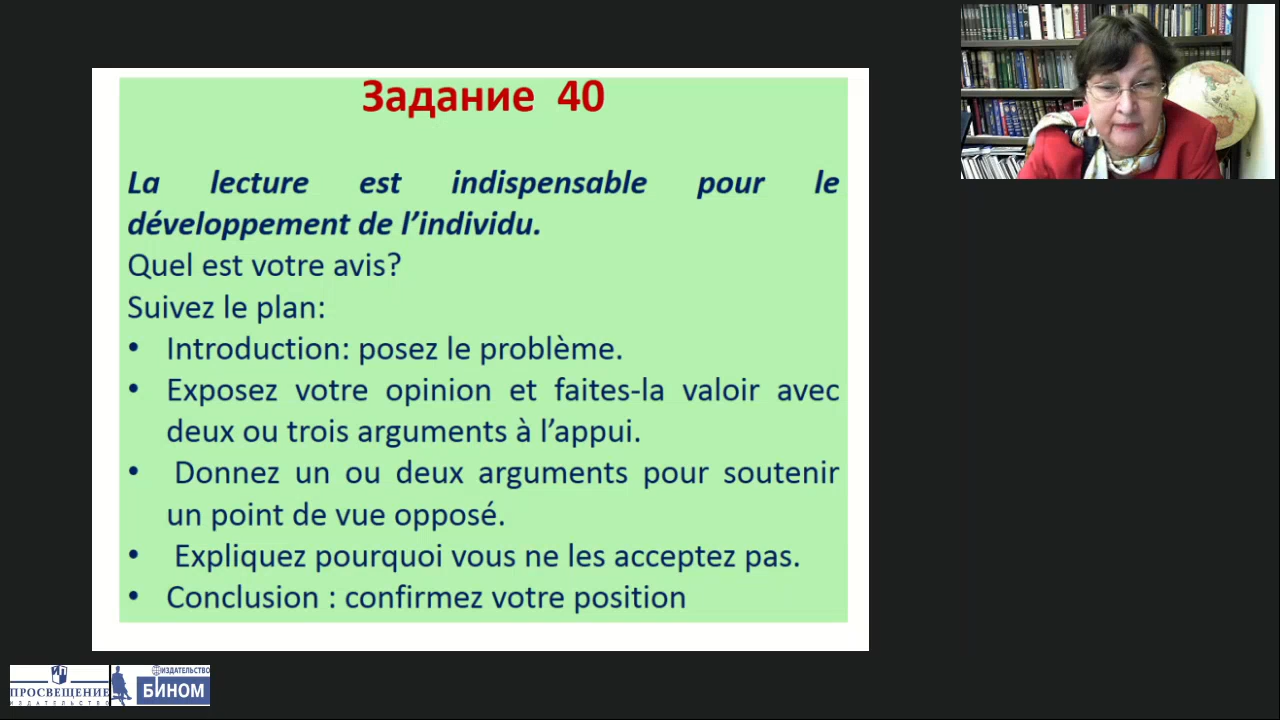 Задание 40
La lecture est indispensable pour le
développement de l’individu.
Quel est votre avis?
Suivez le plan:
• Introduction: posez le problème.
• Exposez votre opinion et faites-la valoir avec
deux ou trois arguments à l’appui.
• Donnez un ou deux arguments pour soutenir
un point de vue opposé.
• Expliquez pourquoi vous ne les acceptez pas.
• Conclusion : confirmez votre position
ПРОСВЕЩЕНИЕ
ИЗДАТЕЛЬСТВО
ИЗДАТЕЛЬСТВО
БИНОМ